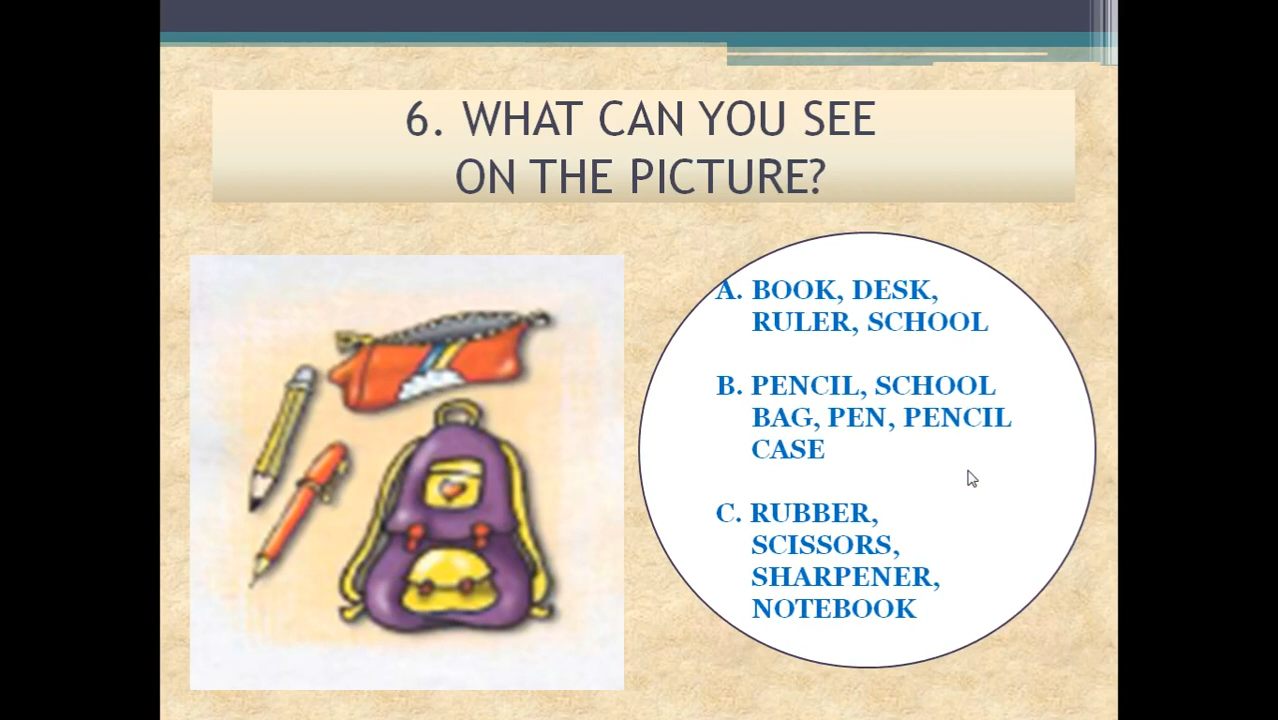 6. WHAT CAN YOU SEE
ON THE PICTURE?
A. BOOK, DESK,
RULER, SCHOOL
B. PENCIL, SCHOOL
BAG, PEN, PENCIL
CASE
C. RUBBER,
SCISSORS,
SHARPENER,
NOTEBOOK